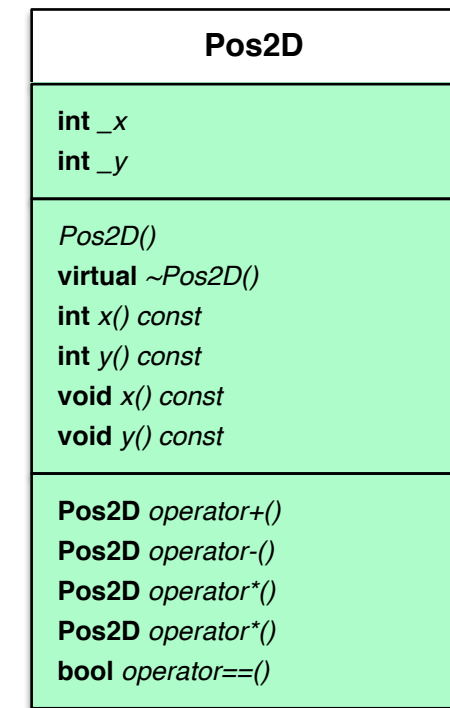 Pos2D
int _x
int _y
Pos2D()
virtual ~Pos2D()
int x() const
int y() const
void x() const
void y() const
Pos2D operator+()
Pos2D operator-()
Pos2D operator*()
Pos2D operator*()
bool operator==()